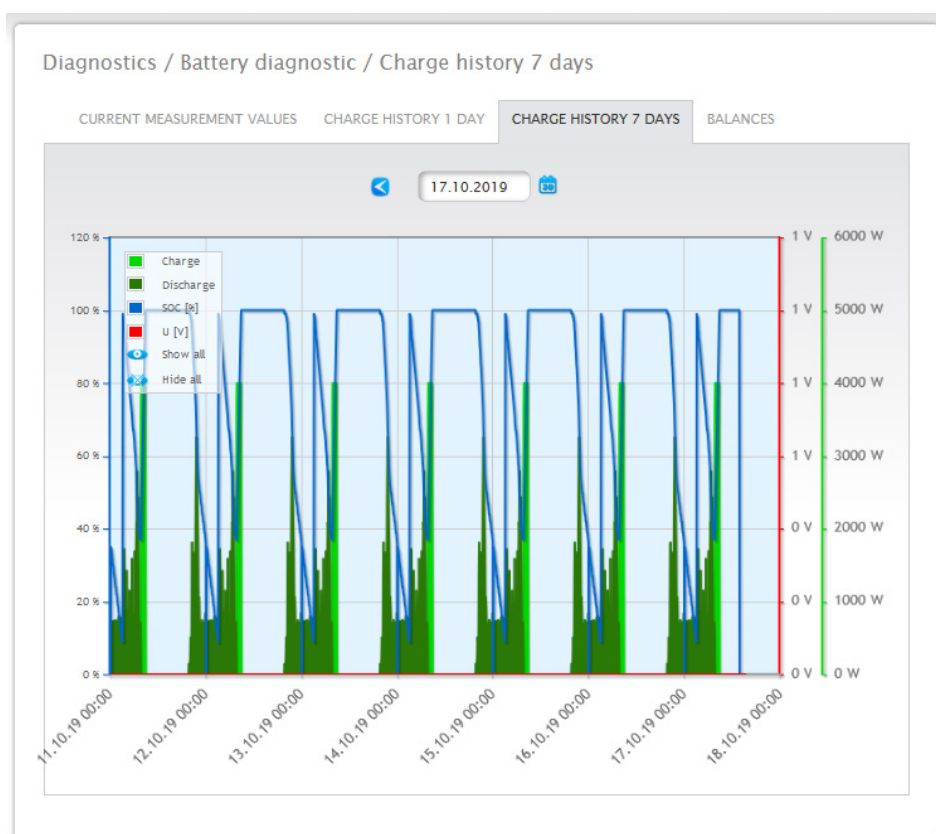 Diagnostics / Battery diagnostic / Charge history 7 days
CURRENT MEASUREMENT VALUES CHARGE HISTORY 1 DAY CHARGE HISTORY 7 DAYS BALANCES
17.10.2019
30
120 % 1 V 6000 W
Charge
Discharge
100 % SOC [%] 1 V 5000 W
U [V]
Show all
80 % Hide all 1 V 4000 W
60 % 1 V 3000 W
40 % 0 V 2000 W
20 % 0 V 1000 W
0 % 0 V 0 W
11.10.19 00:00 12.10.19 00:00 13.10.19 00:00 14.10.19 00:00 15.10.19 00:00 16.10.19 00:00 17.10.19 00:00 18.10.19 00:00